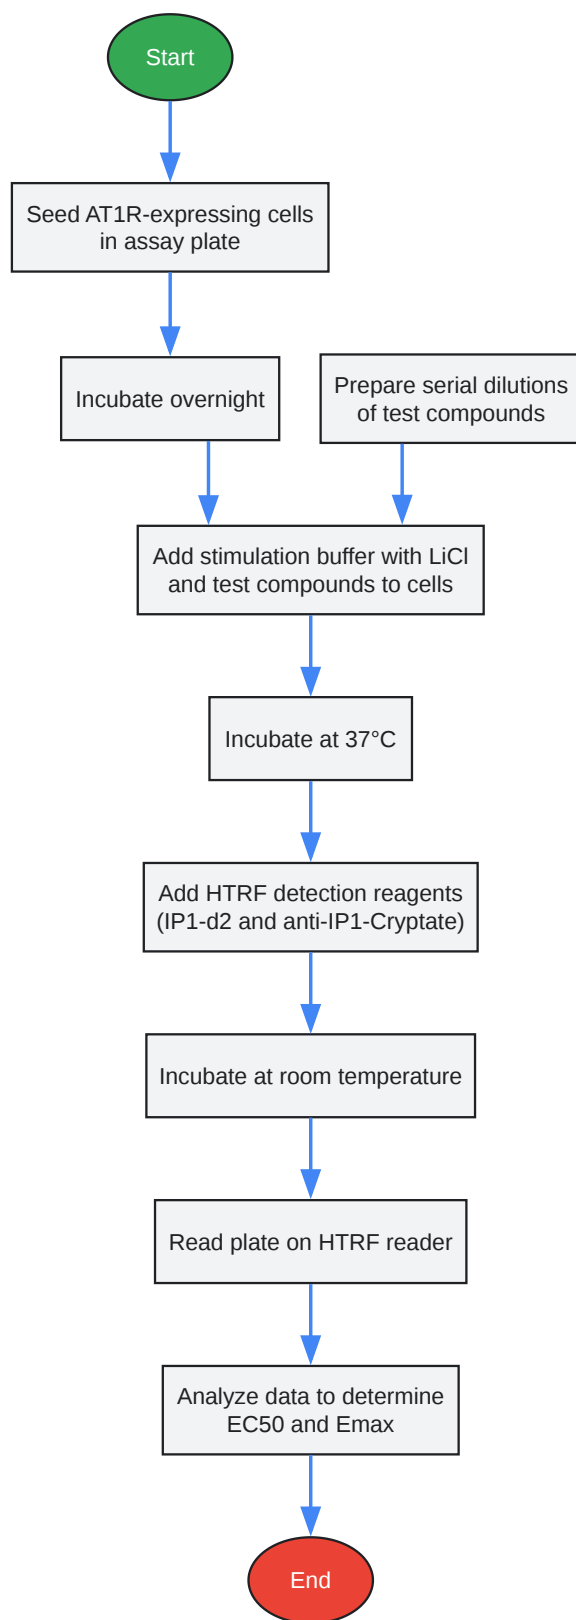 Start
Seed AT1R-expressing cells
in assay plate
Incubate overnight
Prepare serial dilutions
of test compounds
Add stimulation buffer with LiCl
and test compounds to cells
Incubate at 37°C
Add HTRF detection reagents
(IP1-d2 and anti-IP1-Cryptate)
Incubate at room temperature
Read plate on HTRF reader
Analyze data to determine
EC50 and Emax
End